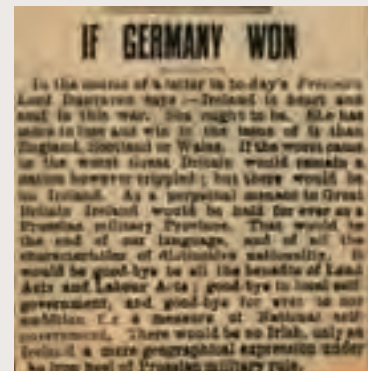 IF GERMANY WON
In the course of a letter in to-day's Freeman
Lord Dunraven says :—Ireland is heart and
soul in this war. She ought to be. She has
more to lose and win in the issue of it than
England, Scotland or Wales. If the worst came
to the worst Great Britain would remain a
nation however crippled; but there would be
no Ireland. As a perpetual menace to Great
Britain Ireland would be held for ever as a
Prussian military Province. That would be
the end of our language, and of all the
characteristics of distinctive nationality. It
would be good-bye to all the benefits of Land
Acts and Labour Acts; good-bye to local self-
government, and good-bye for ever to our
ambition for a measure of National self-
government. There would be no Irish, only an
Ireland a mere geographical expression under
the iron heel of Prussian military rule.